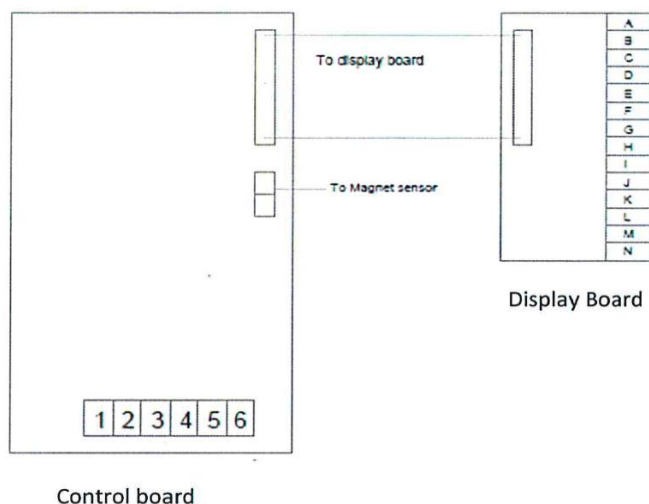 To display board
To Magnet sensor
1 2 3 4 5 6
Control board
A
B
C
D
E
F
G
H
I
J
K
L
M
N
Display Board